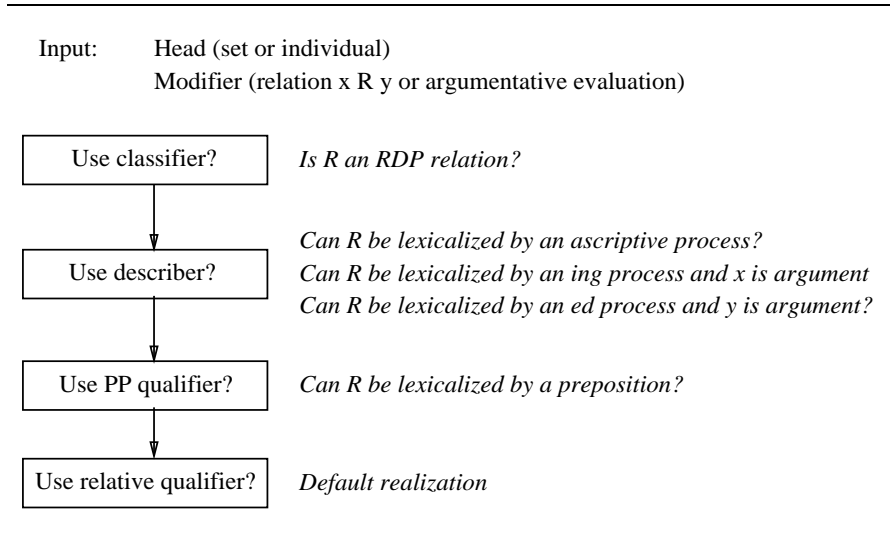 Input: Head (set or individual)
Modifier (relation x R y or argumentative evaluation)
Use classifier? Is R an RDP relation?
Can R be lexicalized by an ascriptive process?
Use describer? Can R be lexicalized by an ing process and x is argument
Can R be lexicalized by an ed process and y is argument?
Use PP qualifier? Can R be lexicalized by a preposition?
Use relative qualifier? Default realization